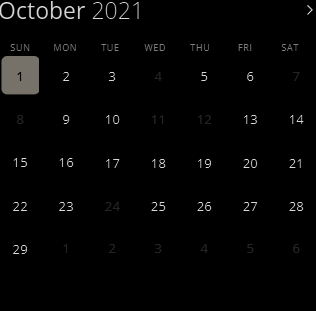 October 2021 >
SUN MON TUE WED THU FRI SAT
1 2 3 4 5 6 7
8 9 10 11 12 13 14
15 16 17 18 19 20 21
22 23 24 25 26 27 28
29 1 2 3 4 5 6